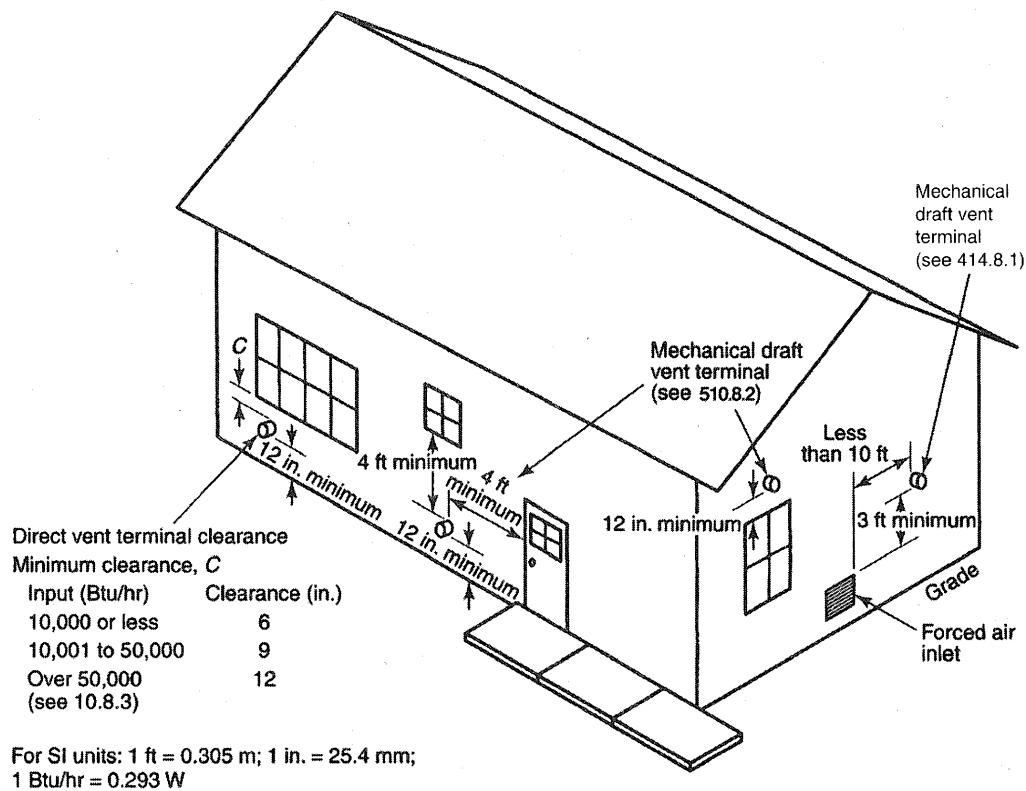 Mechanical
draft vent
terminal
(see 414.8.1)
Mechanical draft
vent terminal
(see 510.8.2)
C
Less
than 10 ft
4 ft minimum
4 ft
minimum
12 in. minimum
12 in. minimum
12 in. minimum
3 ft minimum
Grade
Forced air
inlet
Direct vent terminal clearance
Minimum clearance, C
Input (Btu/hr) Clearance (in.)
10,000 or less 6
10,001 to 50,000 9
Over 50,000 12
(see 10.8.3)
For SI units: 1 ft = 0.305 m; 1 in. = 25.4 mm;
1 Btu/hr = 0.293 W